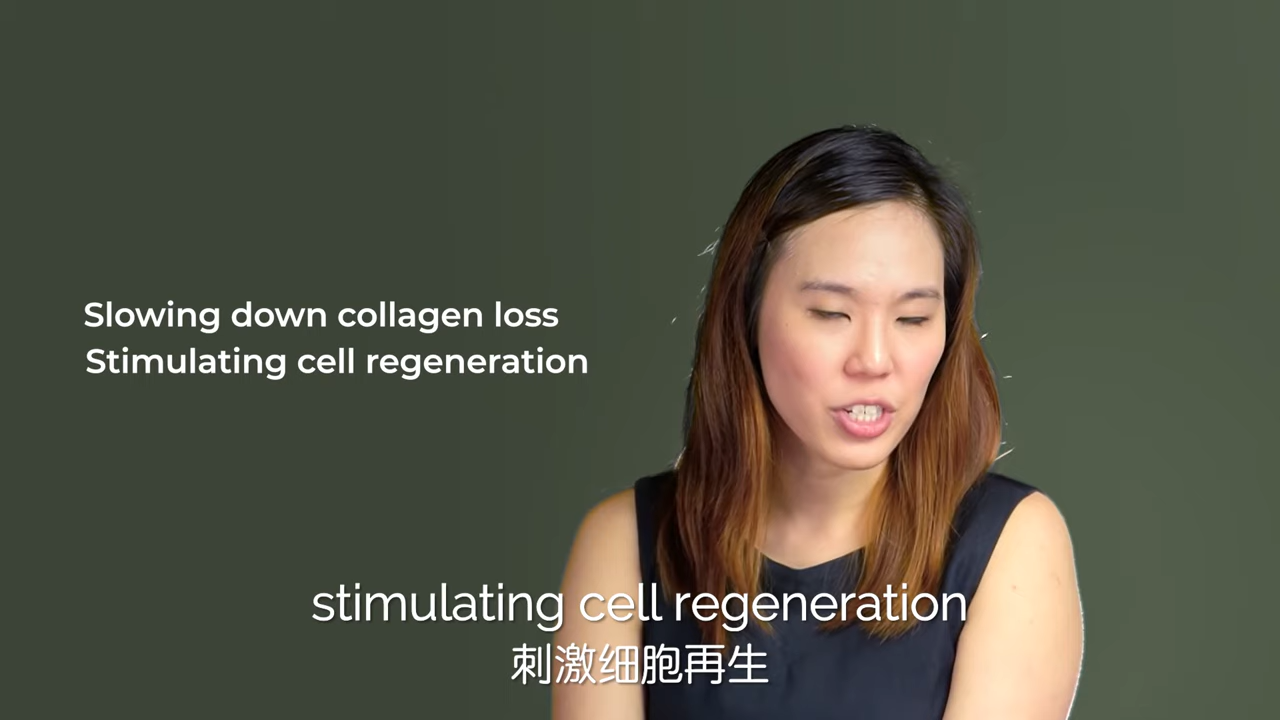 Slowing down collagen loss
Stimulating cell regeneration
stimulating cell regeneration
刺激细胞再生